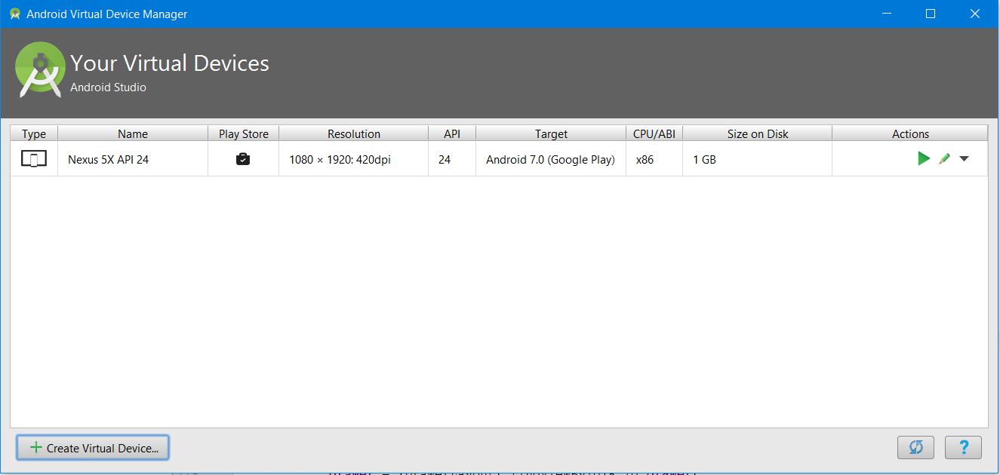 Android Virtual Device Manager
Your Virtual Devices
Android Studio
Type Name Play Store Resolution API Target CPU/ABI Size on Disk Actions
Nexus 5X API 24 1080 × 1920: 420dpi 24 Android 7.0 (Google Play) x86 1 GB
Create Virtual Device...
?